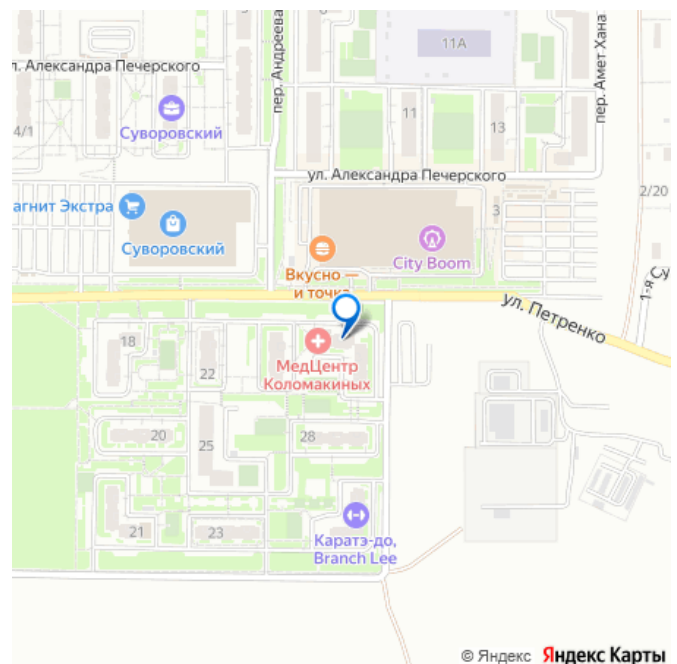 11А
л. Александра Печерского
пер. Андреева
пер. Амет Хана
11
13
4/1
Суворовский
ул. Александра Печерского
2/20
агнит Экстра
3
Суворовский
City Boom
Вкусно —
и точка
1-я Су
ул. Петренко
18
МедЦентр
Коломакиных
22
20
25
28
21
23
Каратэ-до,
Branch Lee
© Яндекс Яндекс Карты